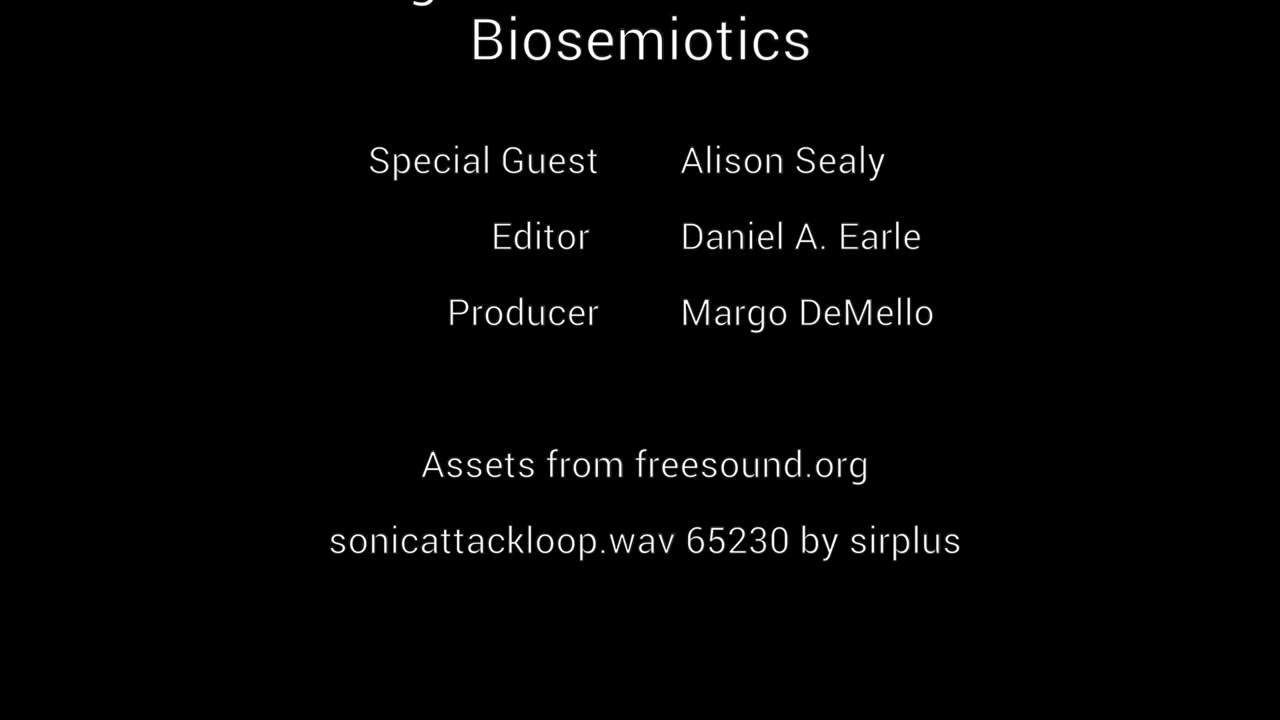 Biosemiotics
Special Guest Alison Sealy
Editor Daniel A. Earle
Producer Margo DeMello
Assets from freesound.org
sonicattackloop.wav 65230 by sirplus